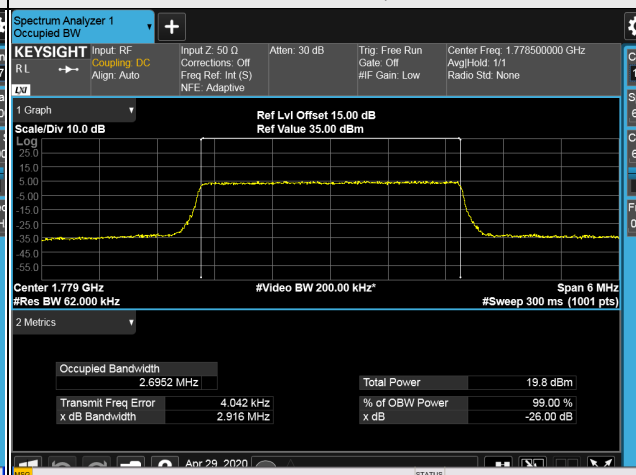 Spectrum Analyzer 1
Occupied BW
+
KEYSIGHT Input: RF Input Z: 50 Ω Atten: 30 dB Trig: Free Run Center Freq: 1.778500000 GHz
R L Coupling: DC Corrections: Off Gate: Off Avg|Hold: 1/1
Align: Auto Freq Ref: Int (S) #IF Gain: Low Radio Std: None
LXI NFE: Adaptive
1 Graph Ref Lvl Offset 15.00 dB
Scale/Div 10.0 dB Ref Value 35.00 dBm
Log
25.0
15.0
5.00
-5.00
-15.0
-25.0
-35.0
-45.0
-55.0
Center 1.779 GHz #Video BW 200.00 kHz* Span 6 MHz
#Res BW 62.000 kHz #Sweep 300 ms (1001 pts)
2 Metrics
Occupied Bandwidth
2.6952 MHz Total Power 19.8 dBm
Transmit Freq Error 4.042 kHz % of OBW Power 99.00 %
x dB Bandwidth 2.916 MHz x dB -26.00 dB
Apr 29, 2020
MSG STATUS